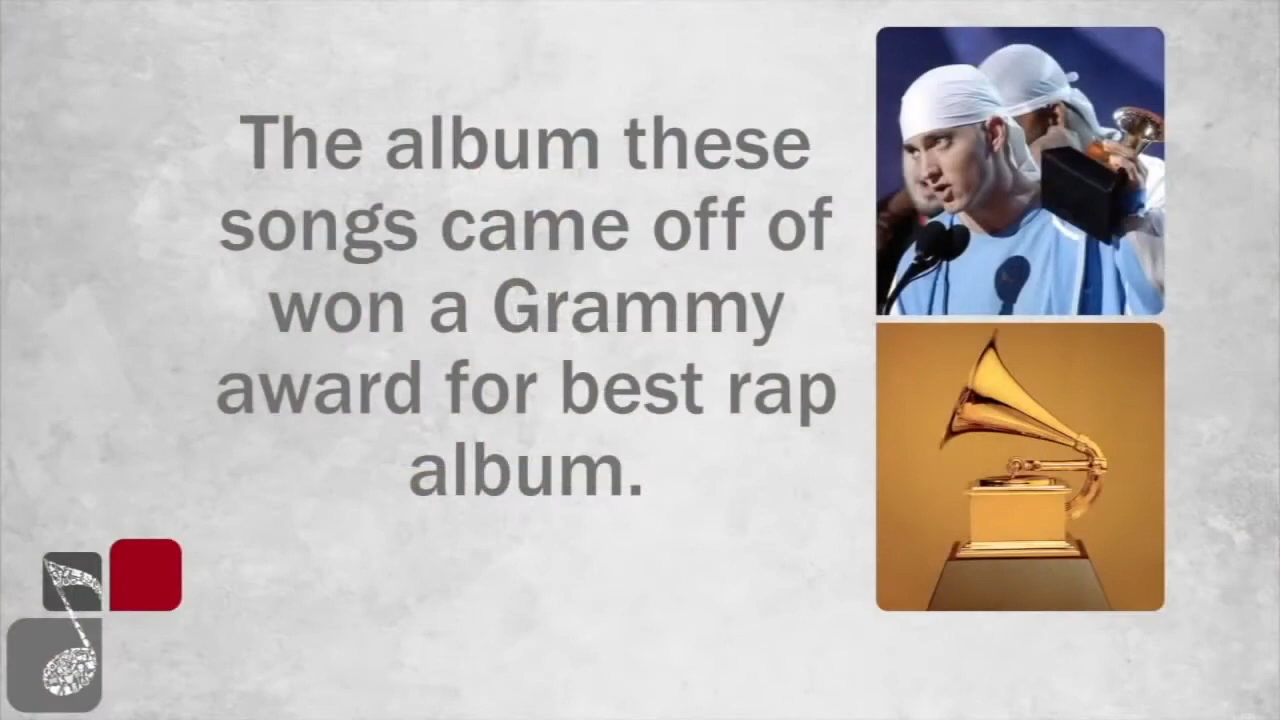 The album these
songs came off of
won a Grammy
award for best rap
album.